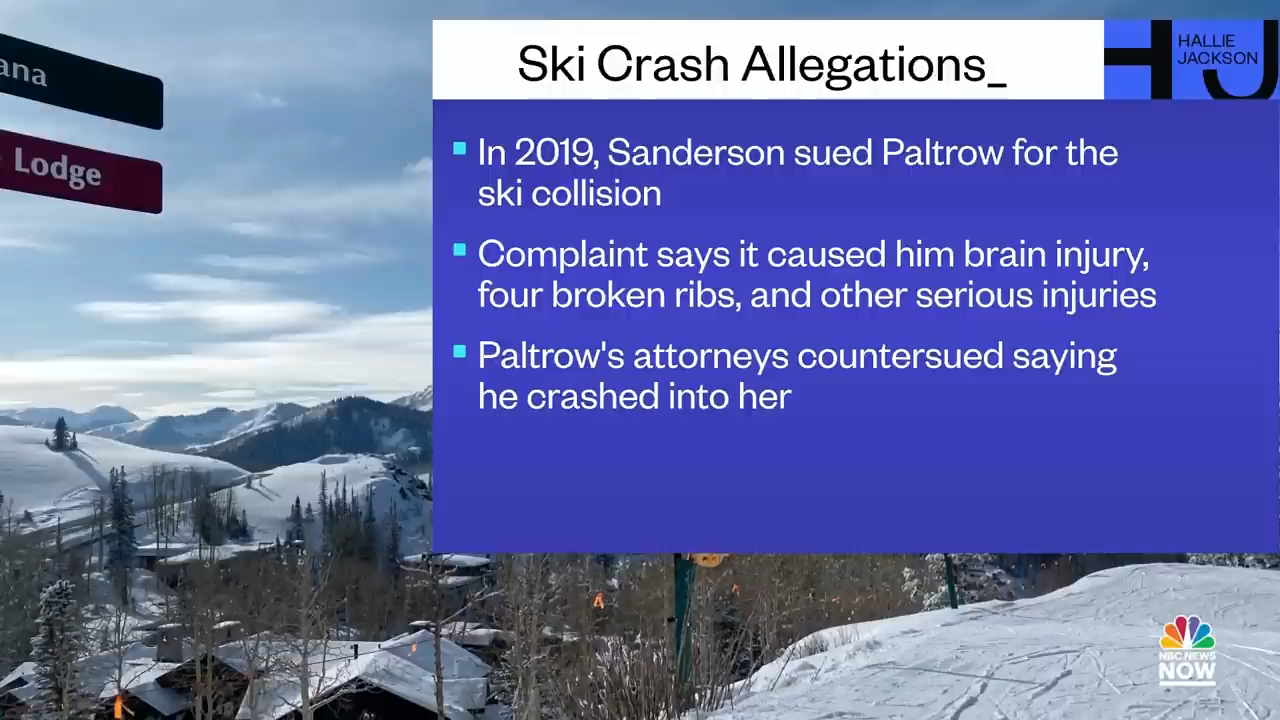 ana
Lodge
Ski Crash Allegations_
HALLIE
JACKSON
HJ
In 2019, Sanderson sued Paltrow for the
ski collision
Complaint says it caused him brain injury,
four broken ribs, and other serious injuries
Paltrow's attorneys countersued saying
he crashed into her
NBC NEWS
NOW